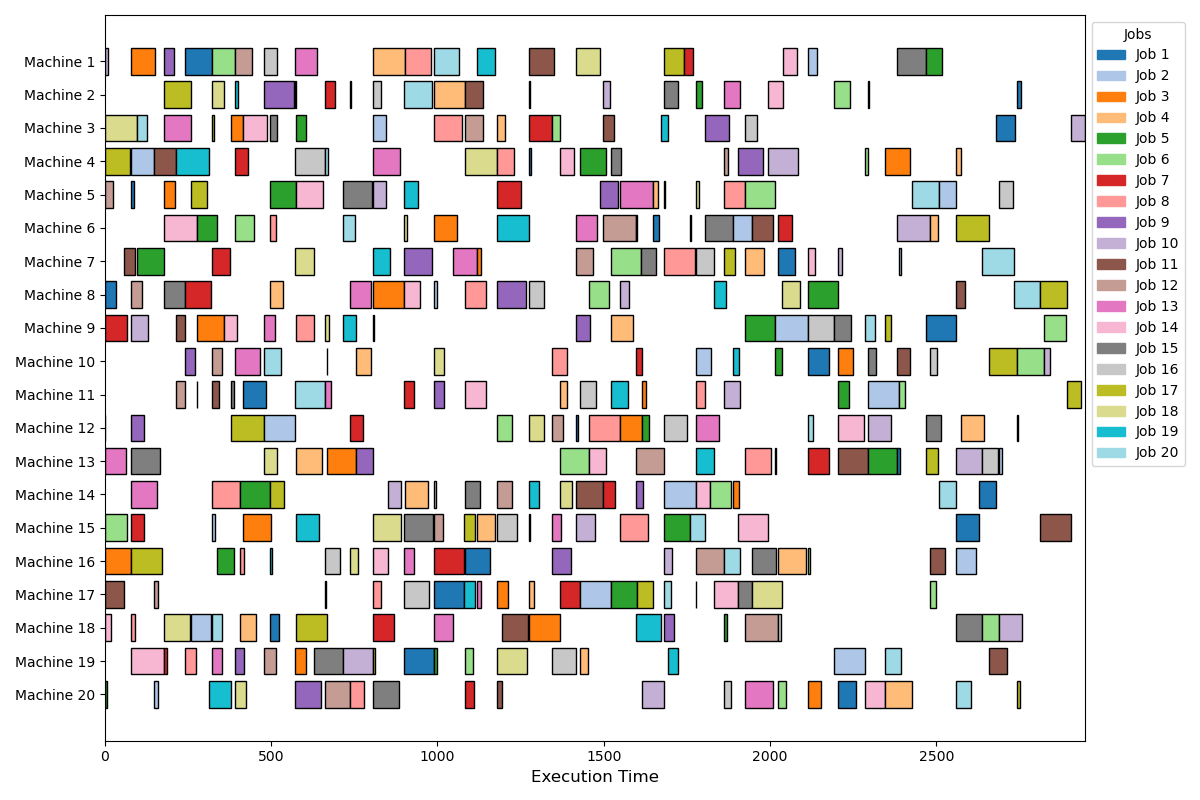 Machine 1
Machine 2
Machine 3
Machine 4
Machine 5
Machine 6
Machine 7
Machine 8
Machine 9
Machine 10
Machine 11
Machine 12
Machine 13
Machine 14
Machine 15
Machine 16
Machine 17
Machine 18
Machine 19
Machine 20
0 500 1000 1500 2000 2500
Execution Time
Jobs
Job 1
Job 2
Job 3
Job 4
Job 5
Job 6
Job 7
Job 8
Job 9
Job 10
Job 11
Job 12
Job 13
Job 14
Job 15
Job 16
Job 17
Job 18
Job 19
Job 20